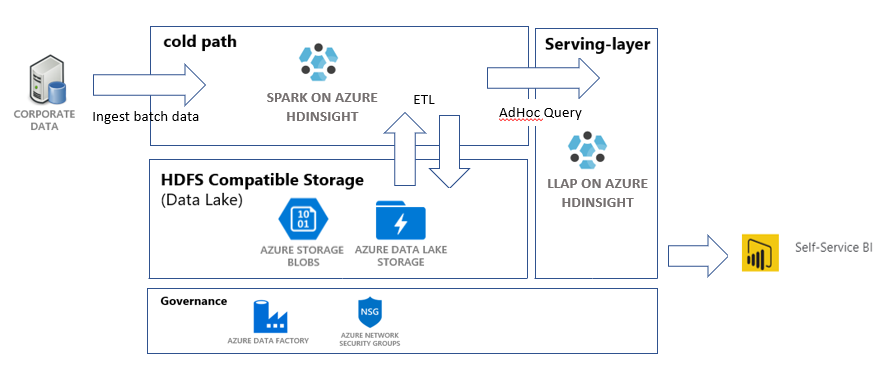 cold path
Serving-layer
SPARK ON AZURE
HDINSIGHT
CORPORATE
DATA
Ingest batch data
ETL
AdHoc Query
HDFS Compatible Storage
(Data Lake)
10
01
AZURE STORAGE
BLOBS
AZURE DATA LAKE
STORAGE
LLAP ON AZURE
HDINSIGHT
Self-Service BI
Governance
NSG
AZURE DATA FACTORY
AZURE NETWORK
SECURITY GROUPS